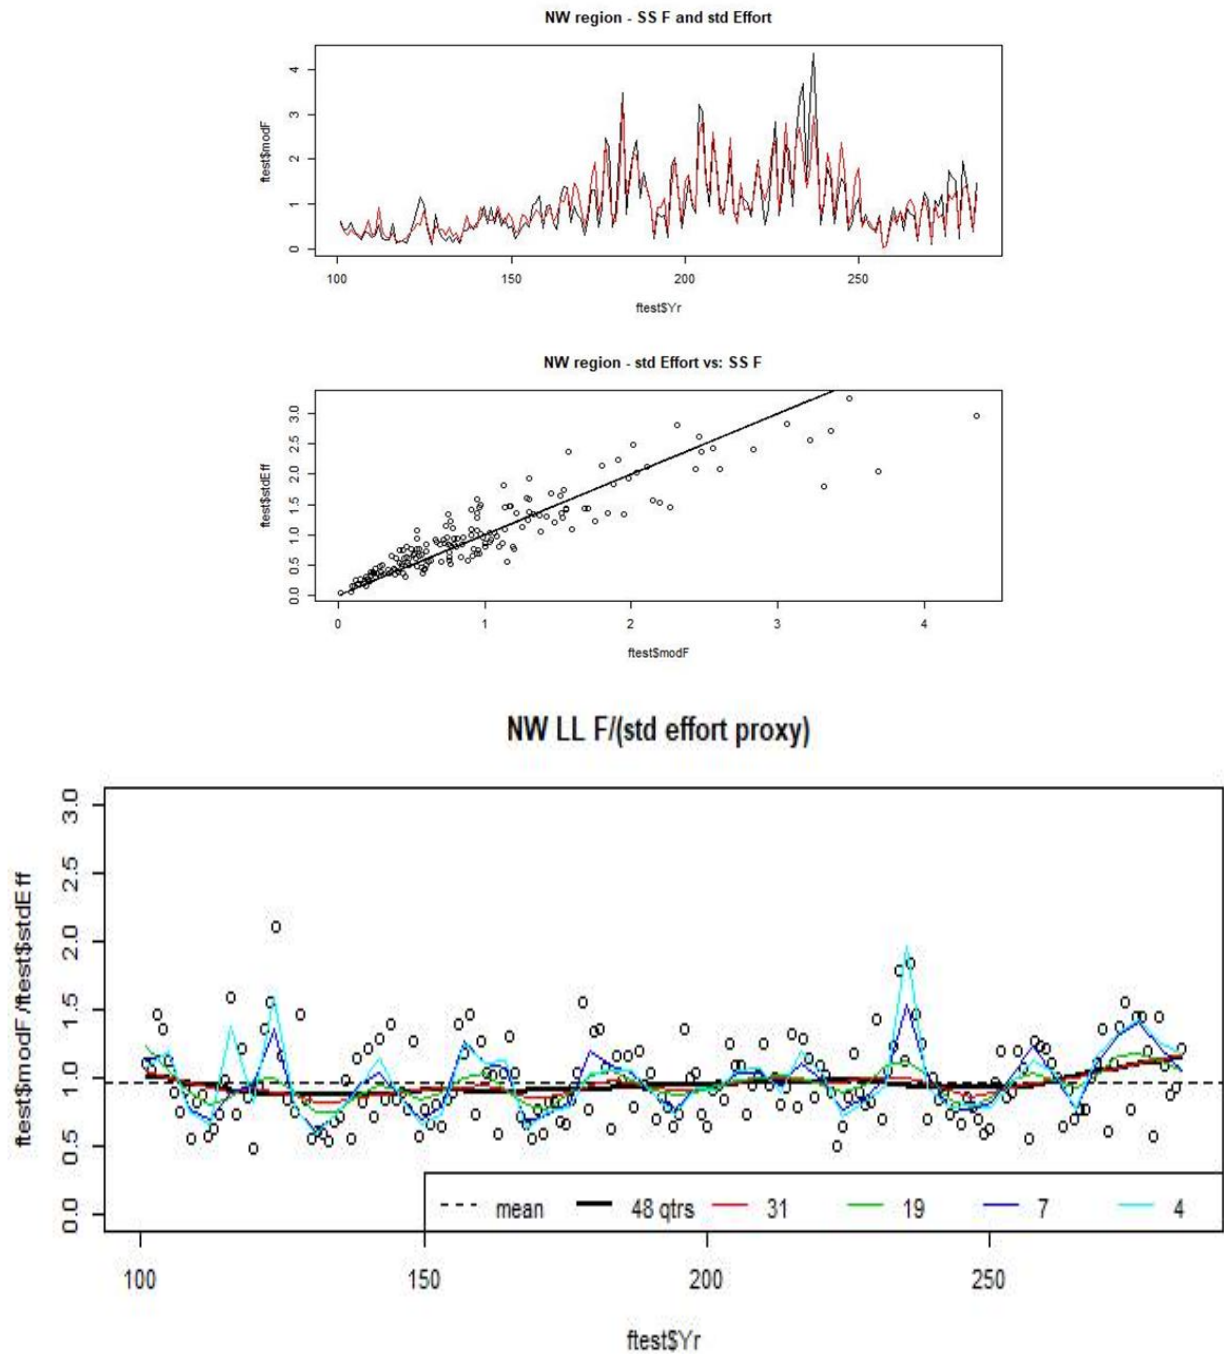 NW region - SS F and std Effort
ftest$modF
0 1 2 3 4
100 150 200 250
ftest$Yr
NW region - std Effort vs: SS F
ftest$stdEff
0.0 0.5 1.0 1.5 2.0 2.5 3.0
0 1 2 3 4
ftest$modF
NW LL F/(std effort proxy)
ftest$modF/ftest$stdEff
0.0 0.5 1.0 1.5 2.0 2.5 3.0
mean 48 qtrs 31 19 7 4
100 150 200 250
ftest$Yr